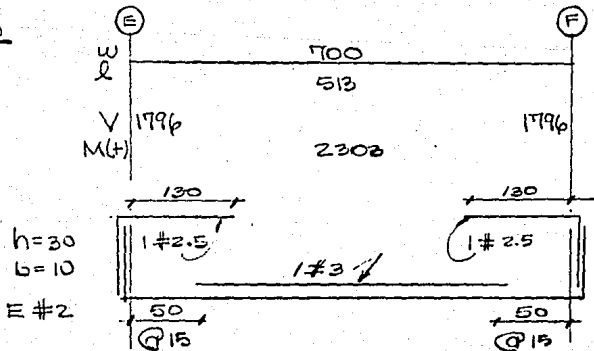 E F
w 700
l 513
V 1796 1796
M(+) 2303
130 130
h=30 1 #2.5 1 # 2.5
b=10 1 #3
E #2 50 50
@ 15 @ 15